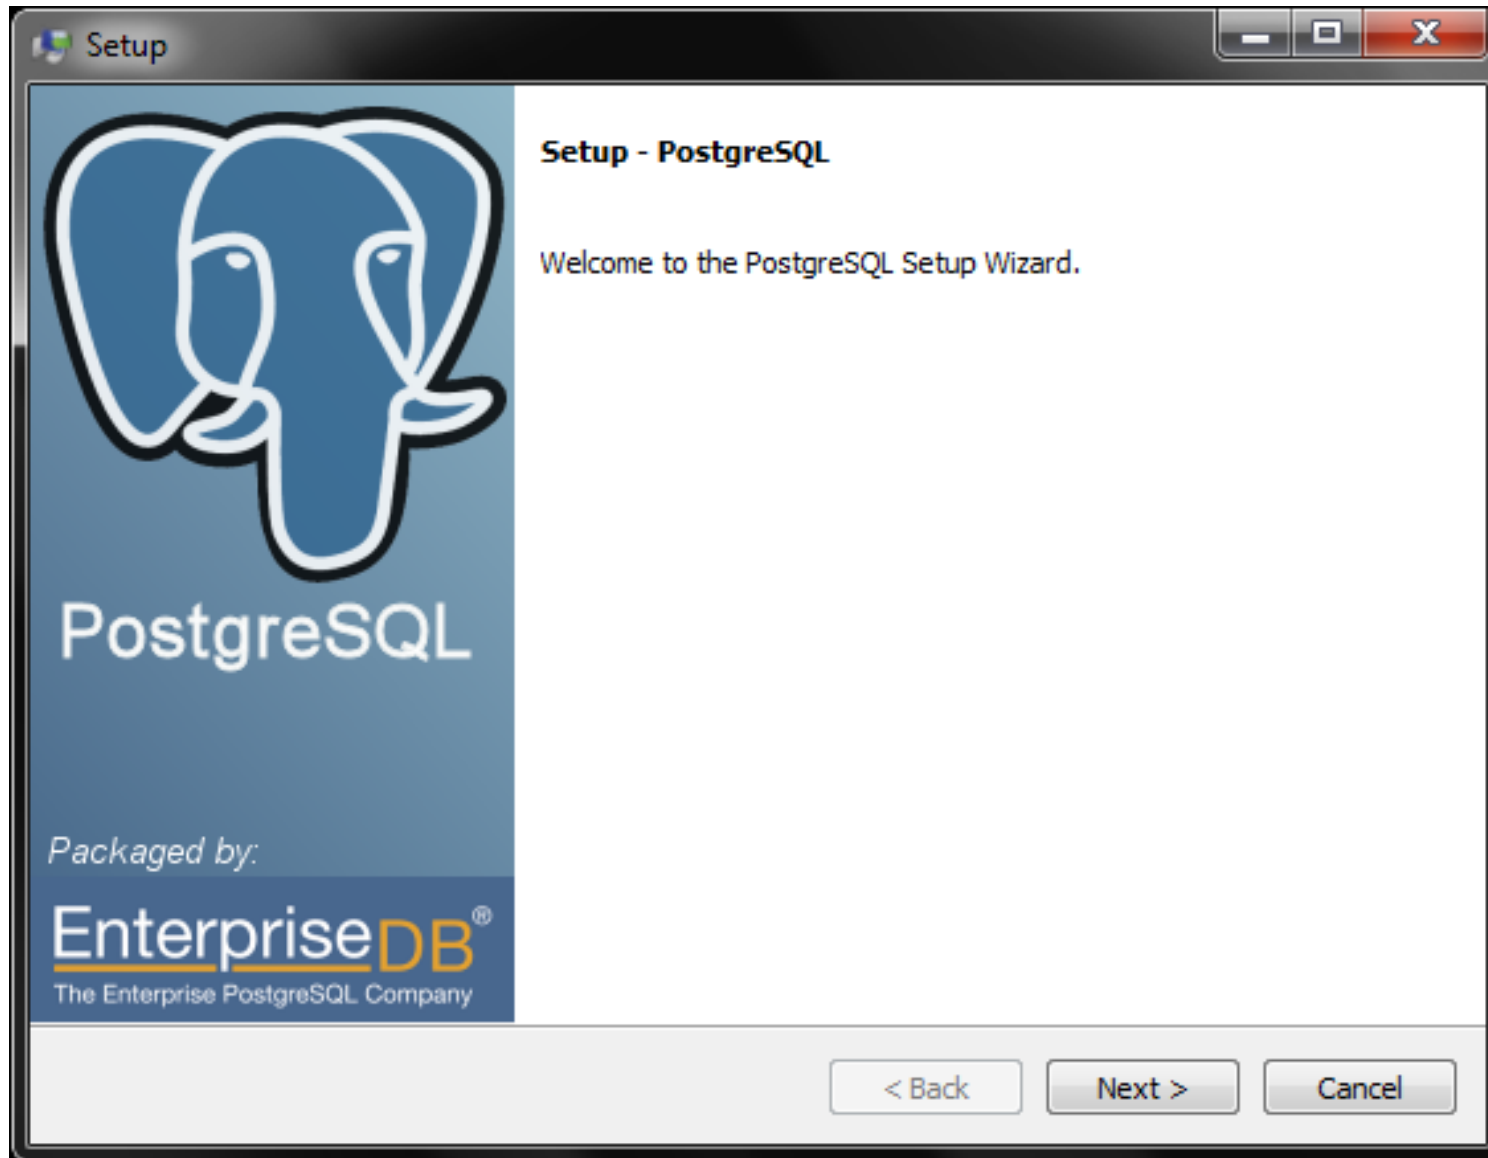 Setup
Setup - PostgreSQL
Welcome to the PostgreSQL Setup Wizard.
PostgreSQL
Packaged by:
EnterpriseDB®
The Enterprise PostgreSQL Company
< Back
Next >
Cancel